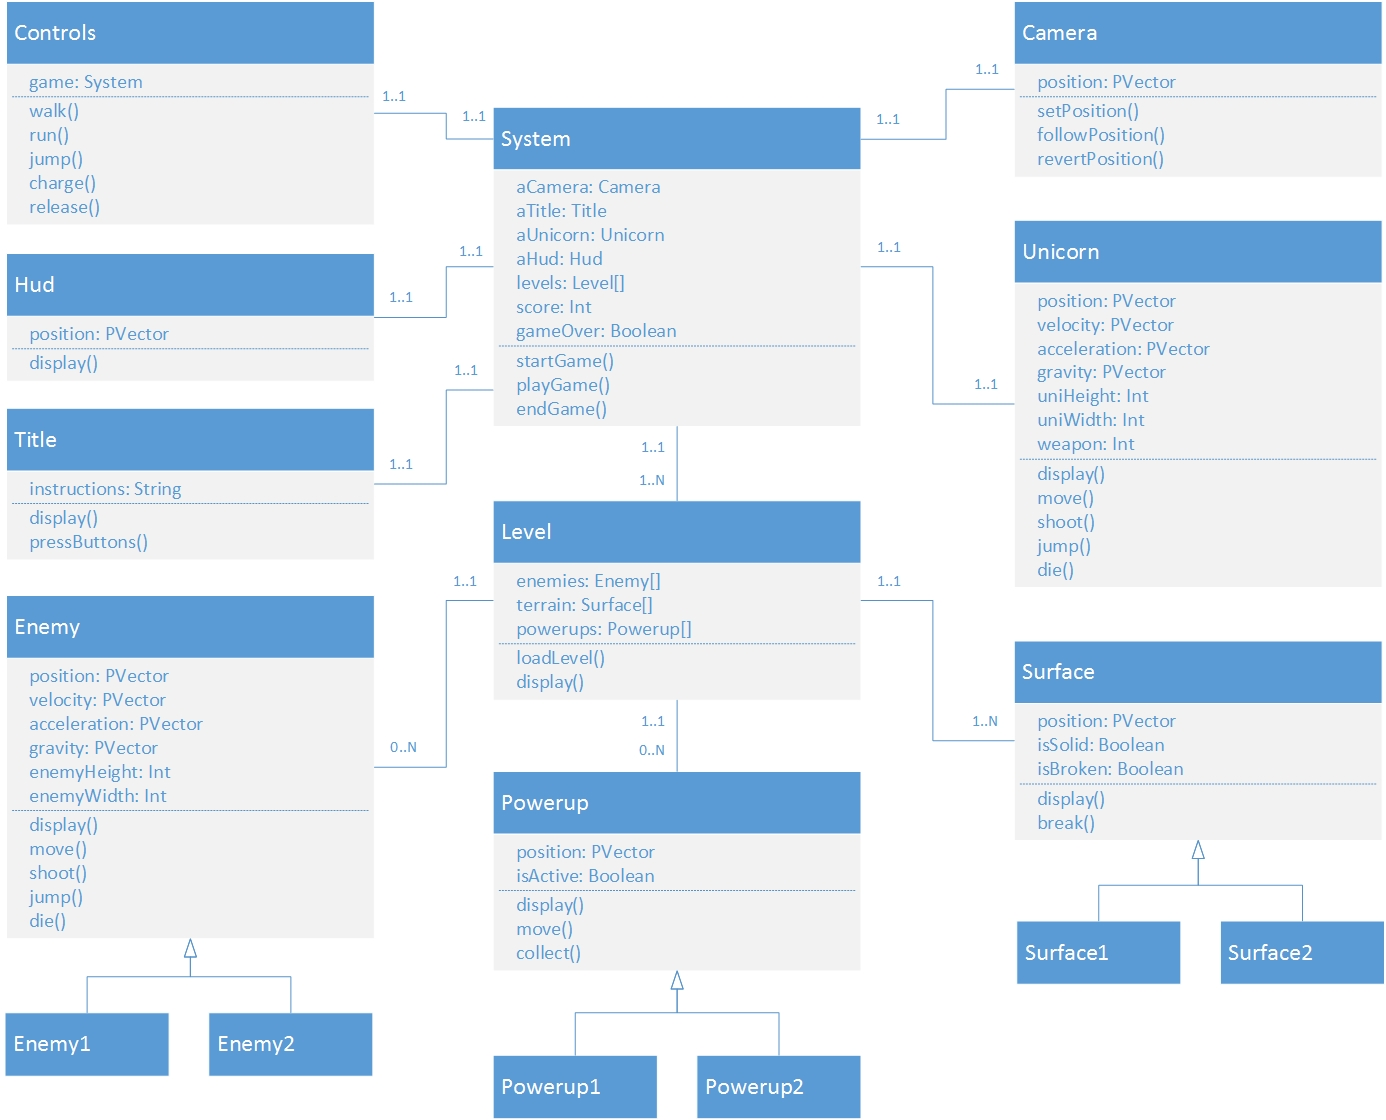 Controls
game: System
walk()
run()
jump()
charge()
release()
1..1
1..1
System
aCamera: Camera
aTitle: Title
aUnicorn: Unicorn
aHud: Hud
levels: Level[]
score: Int
gameOver: Boolean
startGame()
playGame()
endGame()
1..1
1..1
Camera
position: PVector
setPosition()
followPosition()
revertPosition()
Hud
position: PVector
display()
1..1
1..1
1..1
1..1
Unicorn
position: PVector
velocity: PVector
acceleration: PVector
gravity: PVector
uniHeight: Int
uniWidth: Int
weapon: Int
display()
move()
shoot()
jump()
die()
Title
instructions: String
display()
pressButtons()
1..1
1..1
1..1
1..N
Level
enemies: Enemy[]
terrain: Surface[]
powerups: Powerup[]
loadLevel()
display()
1..1
0..N
Enemy
position: PVector
velocity: PVector
acceleration: PVector
gravity: PVector
enemyHeight: Int
enemyWidth: Int
display()
move()
shoot()
jump()
die()
1..1
1..N
Surface
position: PVector
isSolid: Boolean
isBroken: Boolean
display()
break()
1..1
0..N
Powerup
position: PVector
isActive: Boolean
display()
move()
collect()
Surface1
Surface2
Enemy1
Enemy2
Powerup1
Powerup2